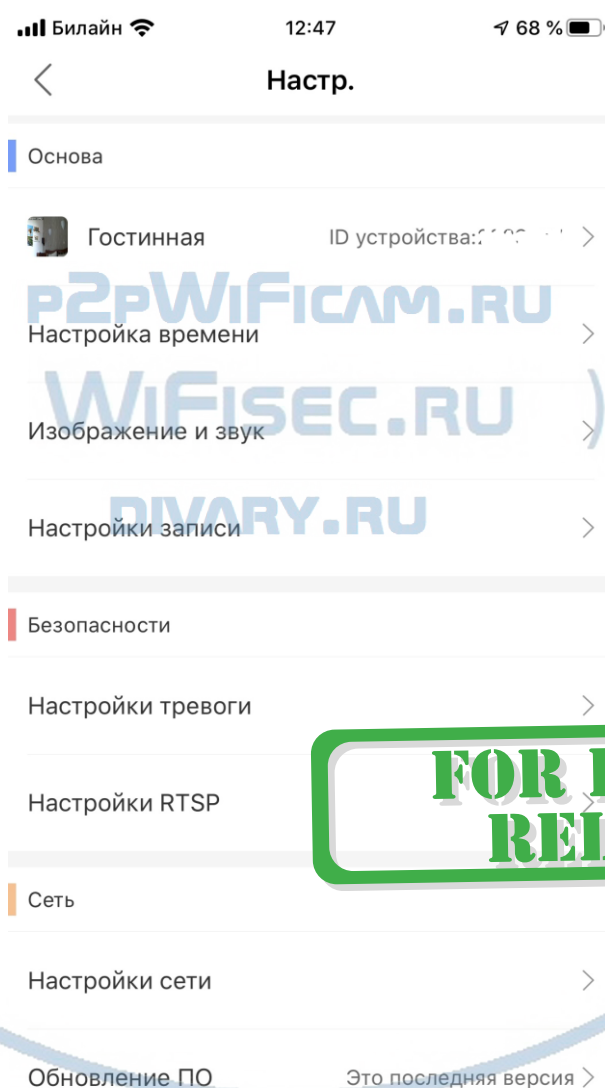 Билайн 12:47 68 %
Настр.
Основа
Гостинная ID устройства:
P2PWIFICAM.RU
Настройка времени
WIFISEC.RU )
Изображение и звук
DIVARY.RU
Настройки записи
Безопасности
Настройки тревоги
FOR
Настройки RTSP
Сеть
Настройки сети
Обновление ПО Это последняя версия